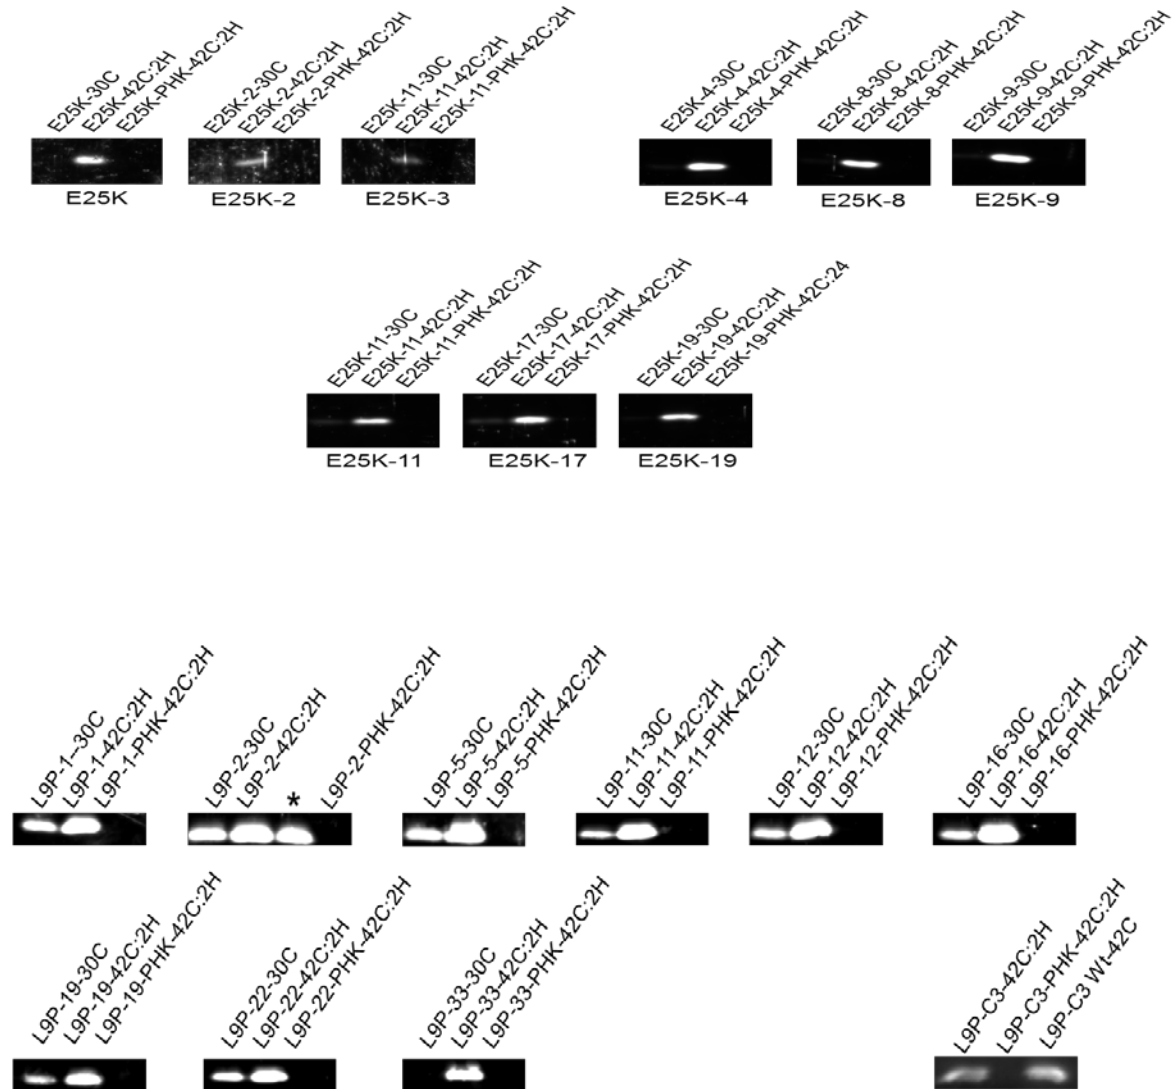 E25K-30C
E25K-42C:2H
E25K-PHK-42C:2H
E25K-2-30C
E25K-2-42C:2H
E25K-2-PHK-42C:2H
E25K-11-30C
E25K-11-42C:2H
E25K-11-PHK-42C:2H
E25K-4-30C
E25K-4-42C:2H
E25K-4-PHK-42C:2H
E25K-8-30C
E25K-8-42C:2H
E25K-8-PHK-42C:2H
E25K-9-30C
E25K-9-42C:2H
E25K-9-PHK-42C:2H
E25K
E25K-2
E25K-3
E25K-4
E25K-8
E25K-9
E25K-11-30C
E25K-11-42C:2H
E25K-11-PHK-42C:2H
E25K-17-30C
E25K-17-42C:2H
E25K-17-PHK-42C:2H
E25K-19-30C
E25K-19-42C:2H
E25K-19-PHK-42C:24
E25K-11
E25K-17
E25K-19
L9P-1--30C
L9P-1-42C:2H
L9P-1-PHK-42C:2H
L9P-2-30C
L9P-2-42C:2H
*
L9P-2-PHK-42C:2H
L9P-5-30C
L9P-5-42C:2H
L9P-5-PHK-42C:2H
L9P-11-30C
L9P-11-42C:2H
L9P-11-PHK-42C:2H
L9P-12-30C
L9P-12-42C:2H
L9P-12-PHK-42C:2H
L9P-16-30C
L9P-16-42C:2H
L9P-16-PHK-42C:2H
L9P-19-30C
L9P-19-42C:2H
L9P-19-PHK-42C:2H
L9P-22-30C
L9P-22-42C:2H
L9P-22-PHK-42C:2H
L9P-33-30C
L9P-33-42C:2H
L9P-33-PHK-42C:2H
L9P-C3-42C:2H
L9P-C3-PHK-42C:2H
L9P-C3 Wt-42C